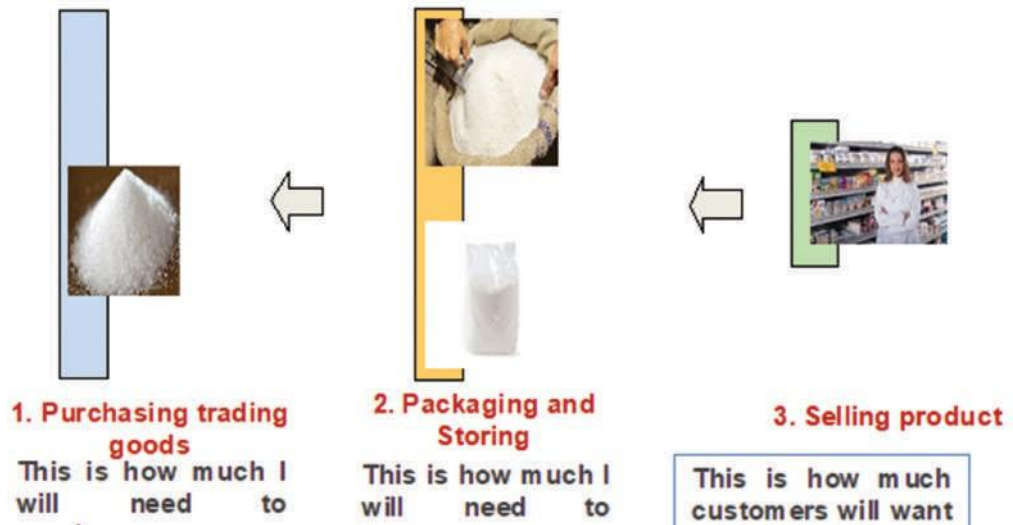 1. Purchasing trading
goods
This is how much I
will need to
2. Packaging and
Storing
This is how much I
will need to
3. Selling product
This is how much
customers will want